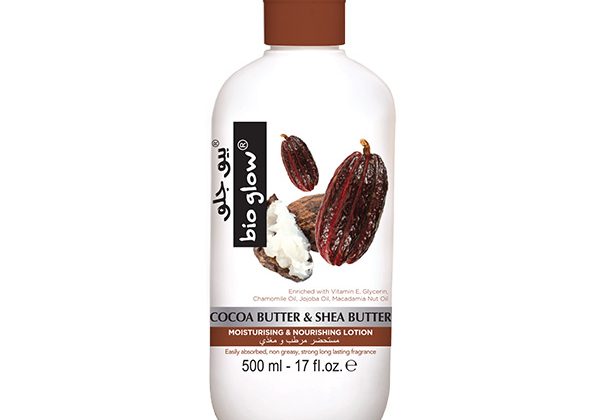 بيو جلو®
bio glow®
Enriched with Vitamin E, Glycerin,
Chamomile Oil, Jojoba Oil, Macadamia Nut Oil
COCOA BUTTER & SHEA BUTTER
MOISTURISING & NOURISHING LOTION
مستحضر مرطب و مغذي
Easily absorbed, non greasy, strong long lasting fragrance
500 ml - 17 fl.oz. ℮